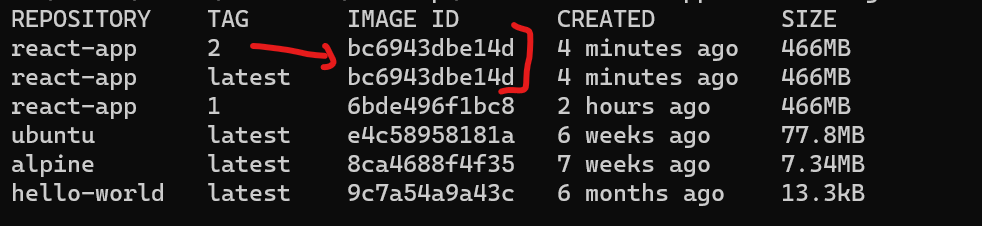 REPOSITORY TAG IMAGE ID CREATED SIZE
react-app 2 bc6943dbe14d 4 minutes ago 466MB
react-app latest bc6943dbe14d 4 minutes ago 466MB
react-app 1 6bde496f1bc8 2 hours ago 466MB
ubuntu latest e4c58958181a 6 weeks ago 77.8MB
alpine latest 8ca4688f4f35 7 weeks ago 7.34MB
hello-world latest 9c7a54a9a43c 6 months ago 13.3kB